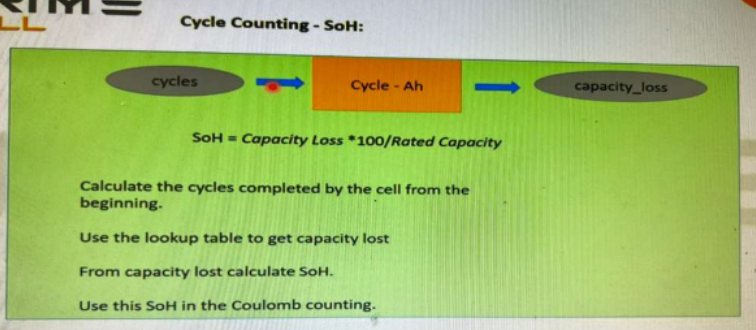 Cycle Counting - SoH:
cycles
Cycle - Ah
capacity_loss
SoH = Capacity Loss *100/Rated Capacity
Calculate the cycles completed by the cell from the
beginning.
Use the lookup table to get capacity lost
From capacity lost calculate SoH.
Use this SoH in the Coulomb counting.